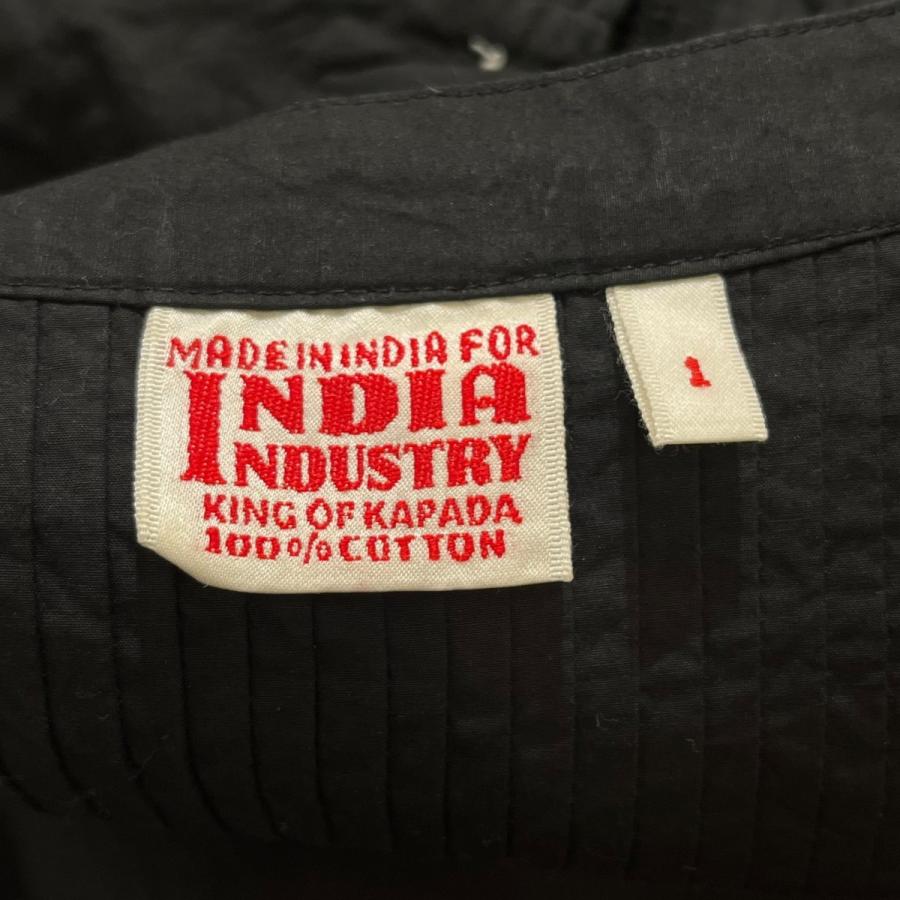 MADE IN INDIA FOR
INDIA
INDUSTRY
KING OF KAPADA
100% COTTON
1